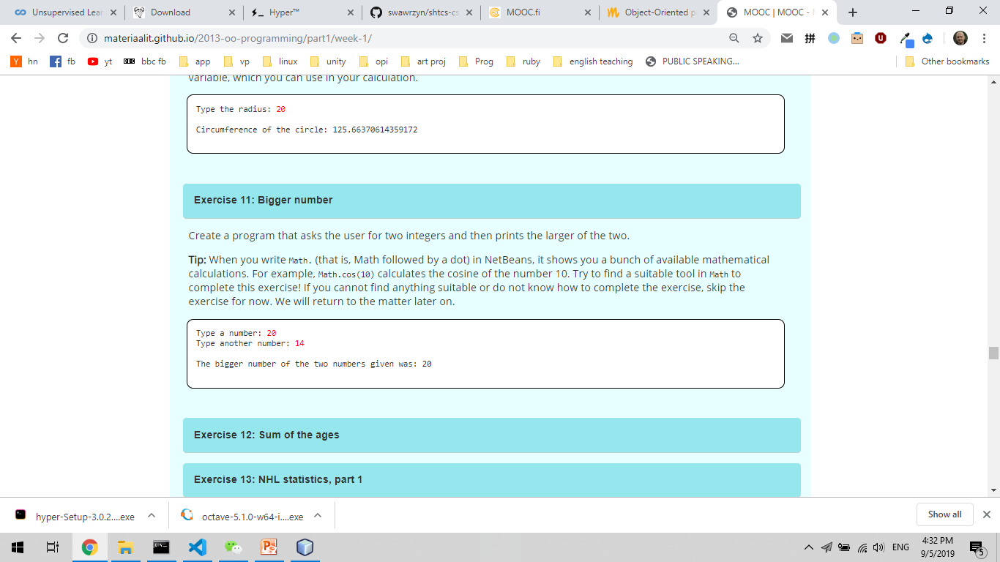 Unsupervised Lear
Download
Hyper™
swawrzyn/shtcs-cs
MOOC.fi
Object-Oriented p
MOOC | MOOC -
materiaalit.github.io/2013-oo-programming/part1/week-1/
hn
fb
yt
BBC
bbc fb
app
vp
linux
unity
opi
art proj
Prog
ruby
english teaching
PUBLIC SPEAKING...
Other bookmarks
variable, which you can use in your calculation.
Type the radius: 20
Circumference of the circle: 125.66370614359172
Exercise 11: Bigger number
Create a program that asks the user for two integers and then prints the larger of the two.
Tip: When you write Math. (that is, Math followed by a dot) in NetBeans, it shows you a bunch of available mathematical
calculations. For example, Math.cos(10) calculates the cosine of the number 10. Try to find a suitable tool in Math to
complete this exercise! If you cannot find anything suitable or do not know how to complete the exercise, skip the
exercise for now. We will return to the matter later on.
Type a number: 20
Type another number: 14
The bigger number of the two numbers given was: 20
Exercise 12: Sum of the ages
Exercise 13: NHL statistics, part 1
hyper-Setup-3.0.2....exe
octave-5.1.0-w64-i....exe
Show all
ENG
4:32 PM
9/5/2019
5